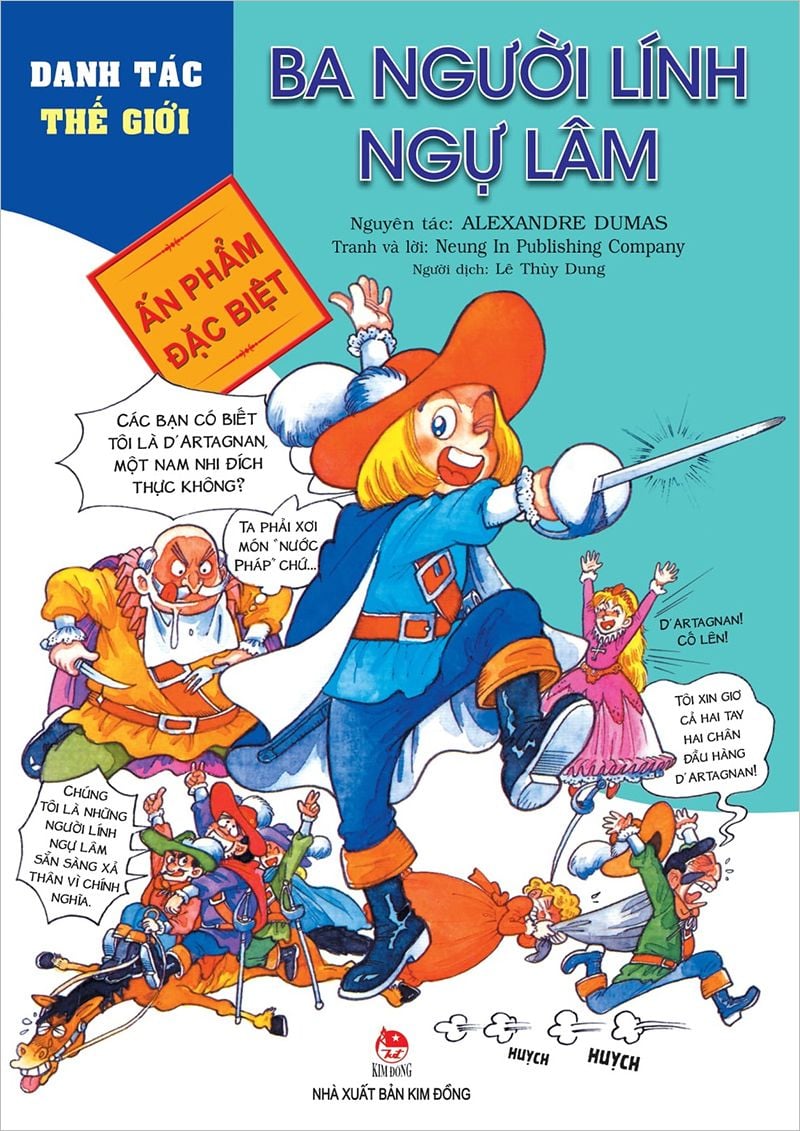 DANH TÁC
THẾ GIỚI
BA NGƯỜI LÍNH
NGỰ LÂM
Nguyên tác: ALEXANDRE DUMAS
Tranh và lời: Neung In Publishing Company
Người dịch: Lê Thùy Dung
ẤN PHẨM
ĐẶC BIỆT
CÁC BẠN CÓ BIẾT
TÔI LÀ D'ARTAGNAN,
MỘT NAM NHI ĐÍCH
THỰC KHÔNG?
TA PHẢI XƠI
MÓN "NƯỚC
PHÁP" CHỨ...
D'ARTAGNAN!
CỐ LÊN!
TÔI XIN GIƠ
CẢ HAI TAY
HAI CHÂN
ĐẦU HÀNG
D'ARTAGNAN!
CHÚNG
TÔI LÀ NHỮNG
NGƯỜI LÍNH
NGỰ LÂM
SẴN SÀNG XẢ
THÂN VÌ CHÍNH
NGHĨA.
HUỴCH
HUỴCH
KIM ĐỒNG
NHÀ XUẤT BẢN KIM ĐỒNG